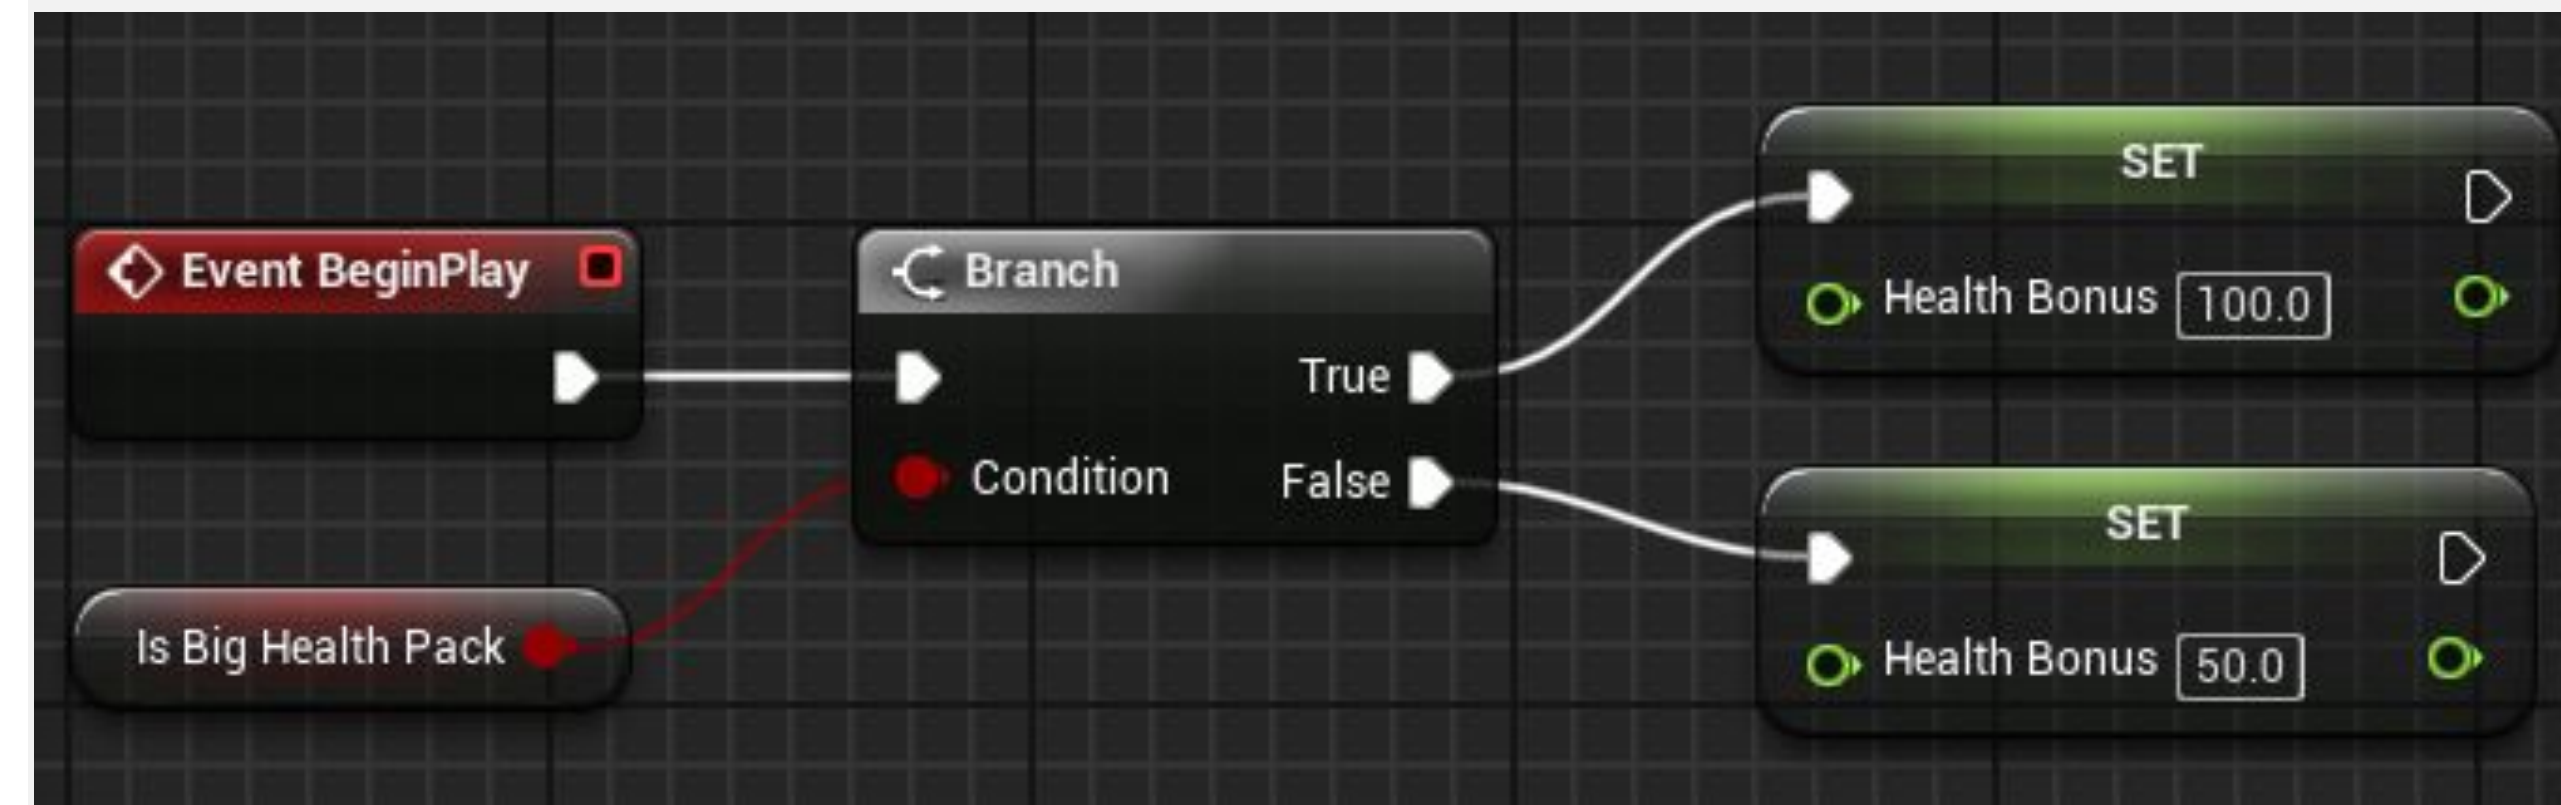 Event BeginPlay
Is Big Health Pack
Branch
True
Condition
False
SET
Health Bonus 100.0
SET
Health Bonus 50.0